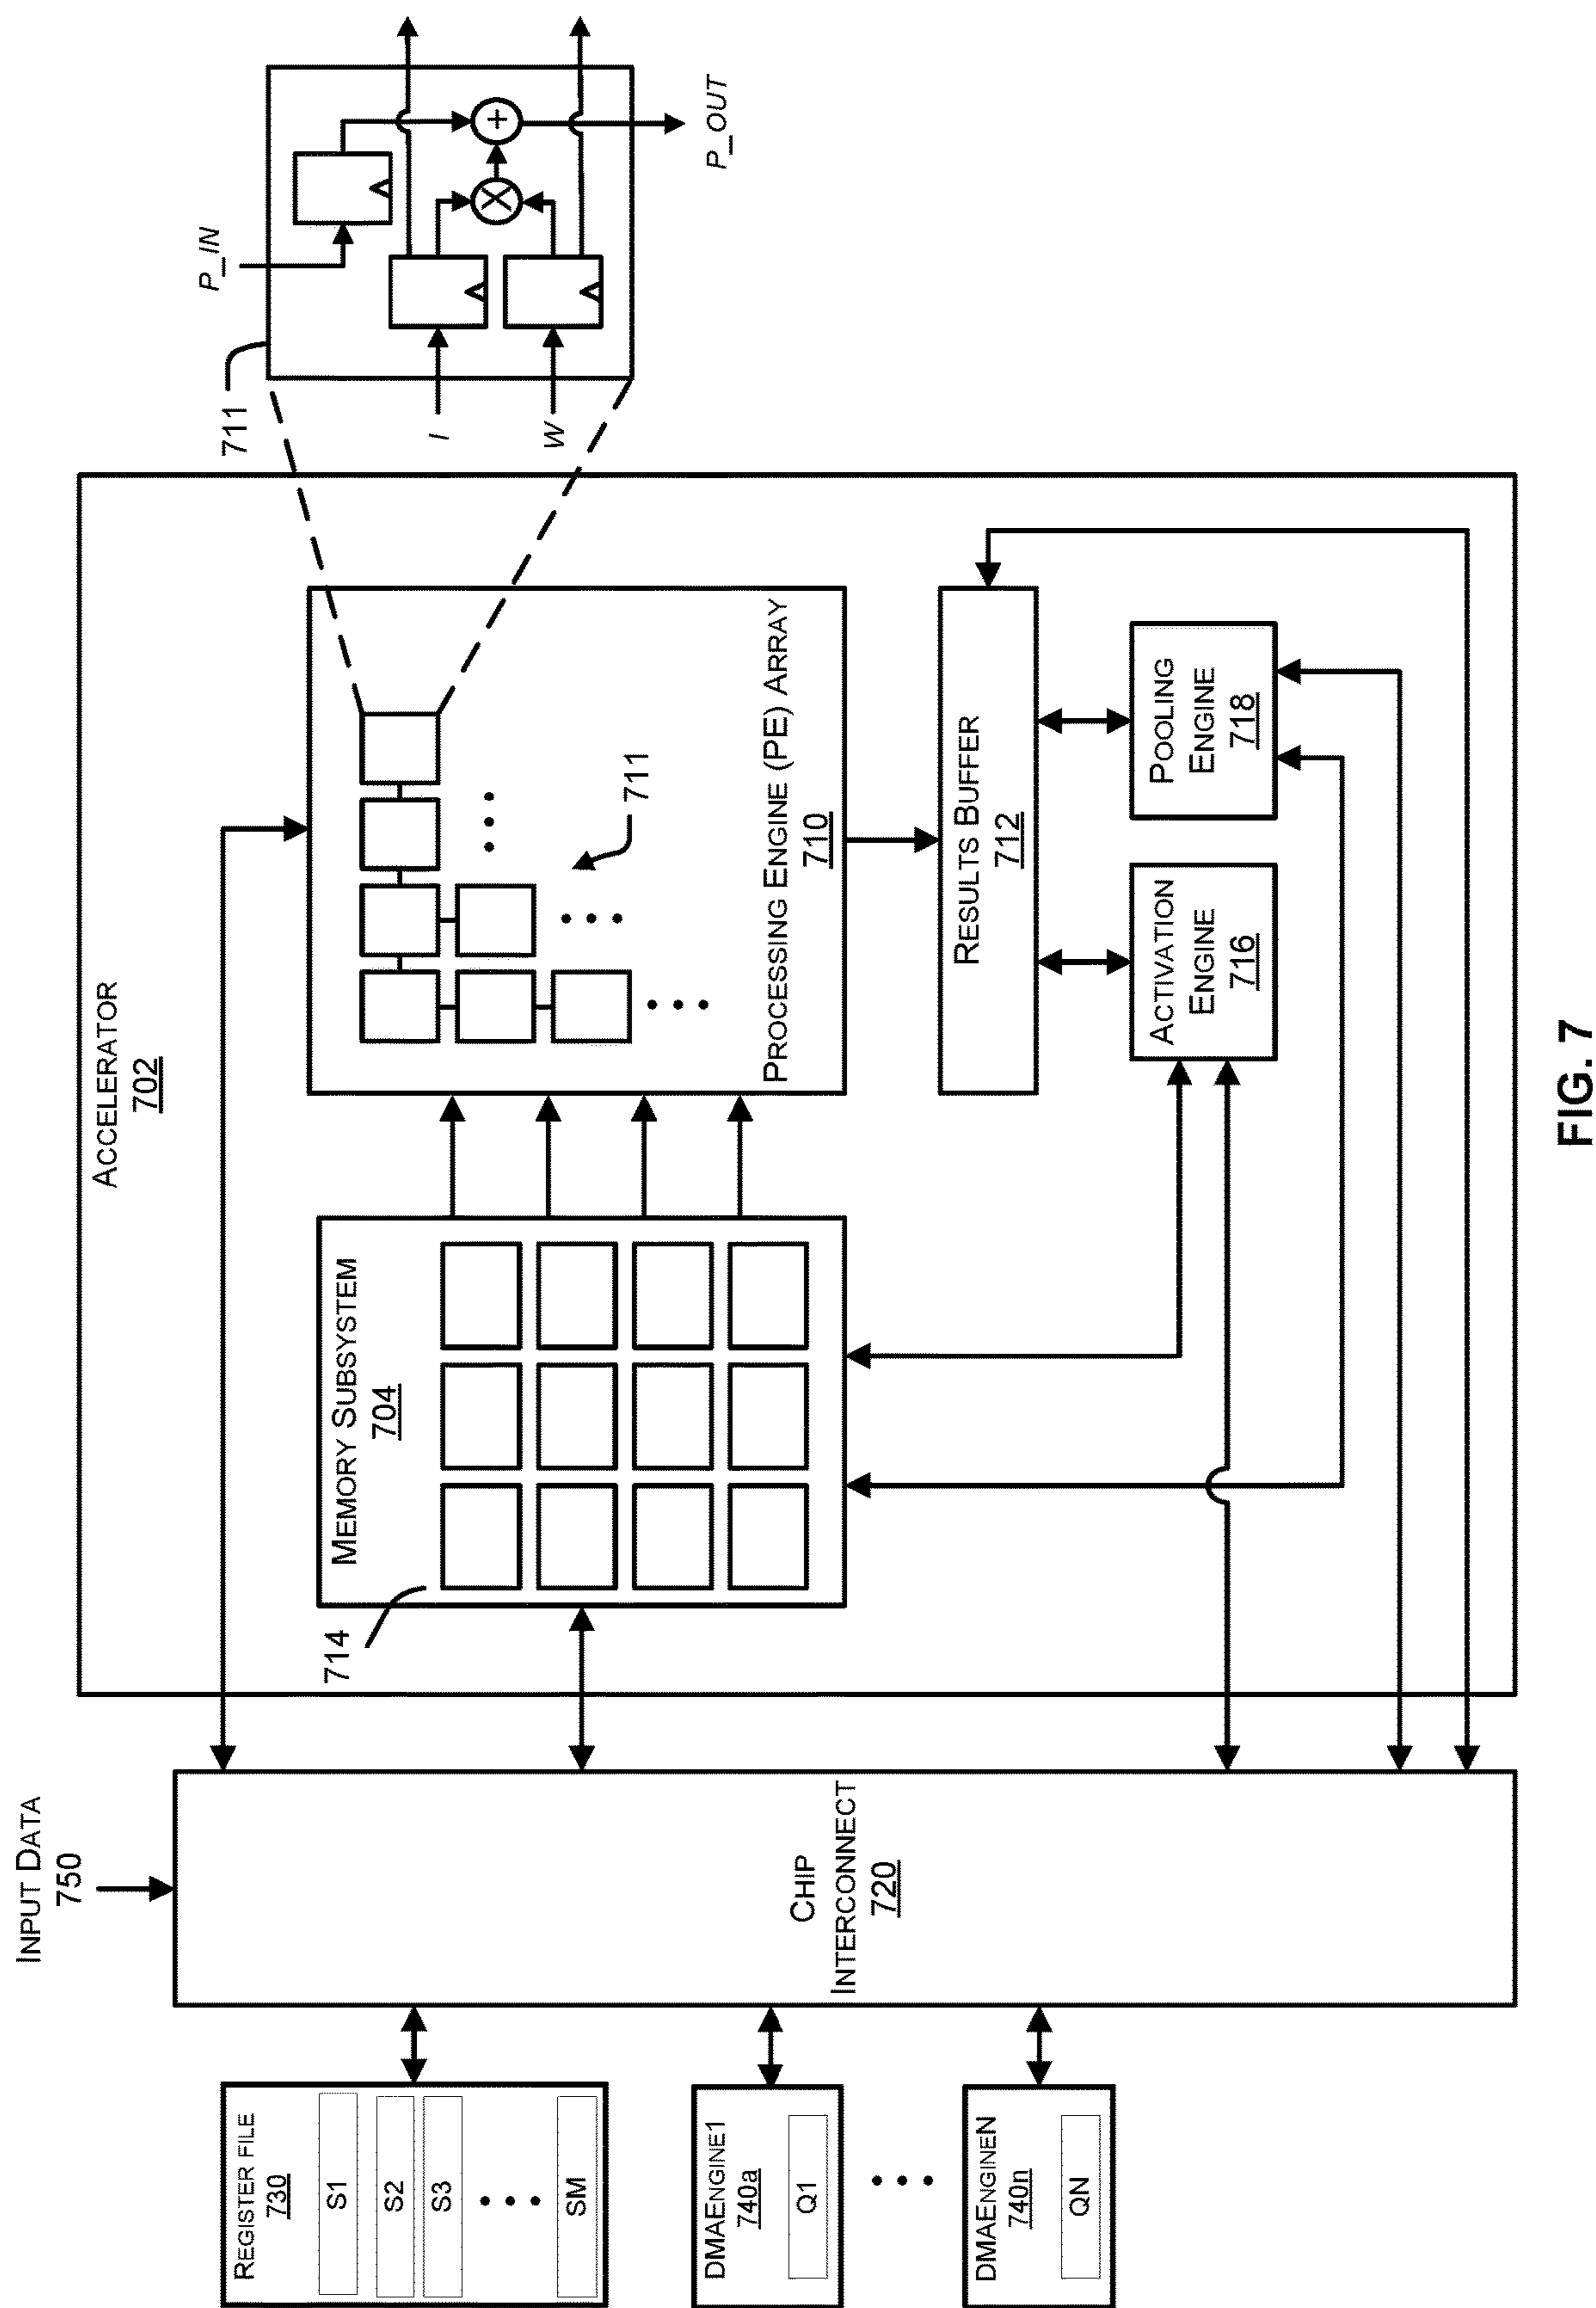 INPUT DATA
750
ACCELERATOR
702
REGISTER FILE
730
S1
S2
S3
SM
DMAENGINE1
740a
Q1
DMAENGINEN
740n
QN
CHIP
INTERCONNECT
720
714
MEMORY SUBSYSTEM
704
711
PROCESSING ENGINE (PE) ARRAY
710
RESULTS BUFFER
712
ACTIVATION
ENGINE
716
POOLING
ENGINE
718
711
P_IN
I
W
P_OUT
FIG. 7